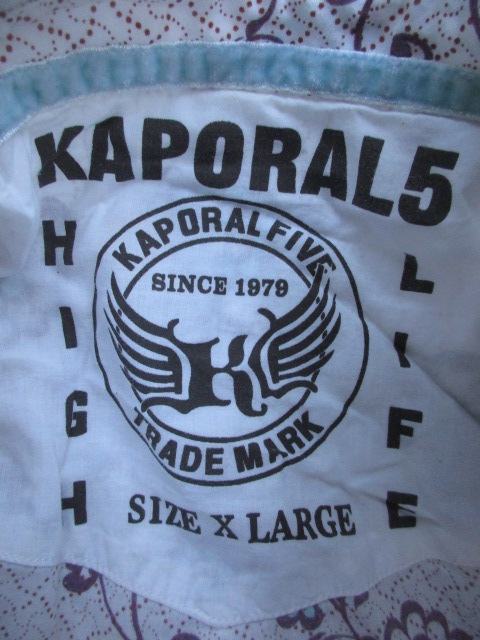 KAPORAL5
HIGH
KAPORAL FIVE
SINCE 1979
K
TRADE MARK
LIFE
SIZE X LARGE